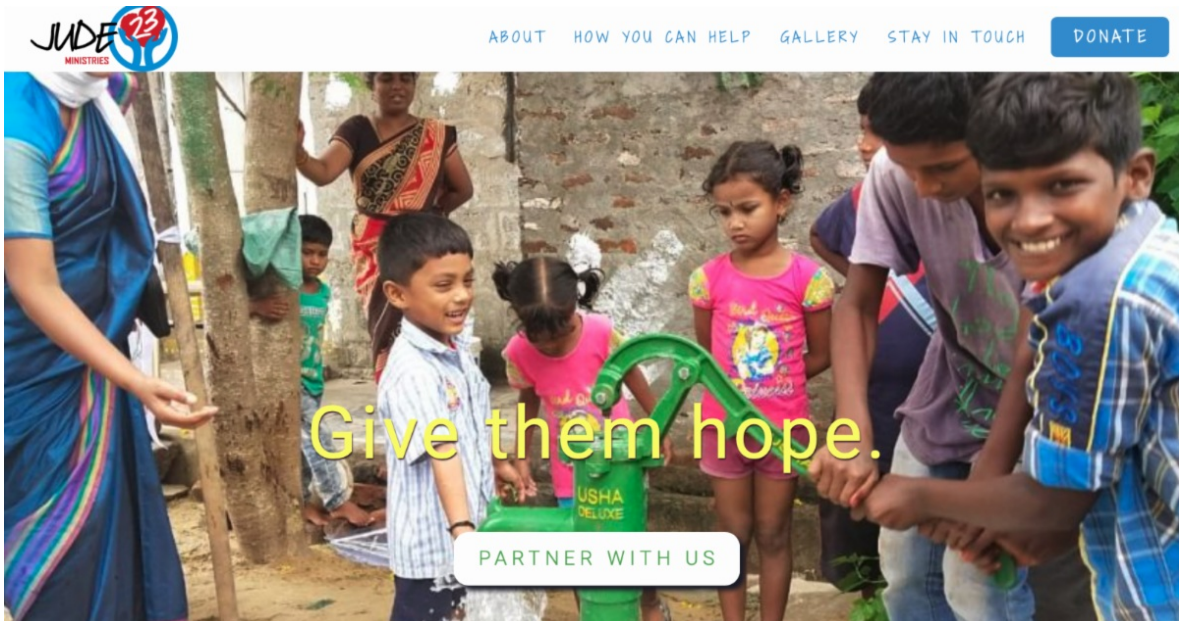 JUDE 23
MINISTRIES
ABOUT HOW YOU CAN HELP GALLERY STAY IN TOUCH DONATE
Give them hope.
USHA
DELUXE
PARTNER WITH US